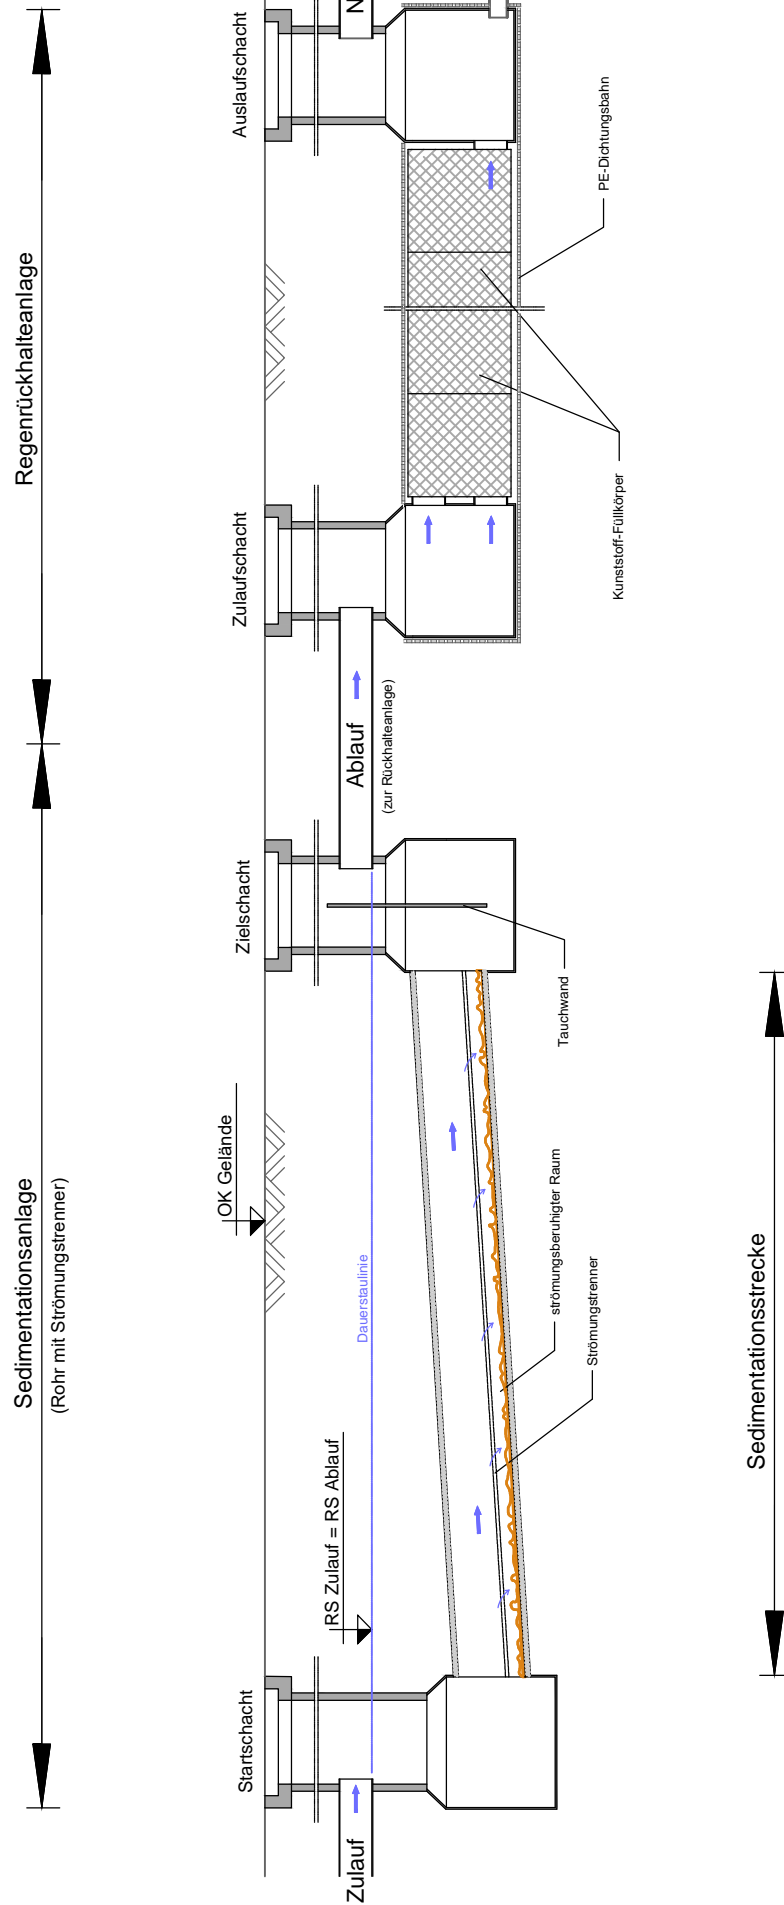 Sedimentationsanlage
(Rohr mit Strömungstrenner)
Regenrückhalteanlage
Startschacht
OK Gelände
Zielschacht
Zulaufschacht
Auslaufschacht
RS Zulauf = RS Ablauf
Dauerstaulinie
Zulauf
Ablauf
(zur Rückhalteanlage)
N
strömungsberuhigter Raum
Strömungstrenner
Tauchwand
Kunststoff-Füllkörper
PE-Dichtungsbahn
Sedimentationsstrecke